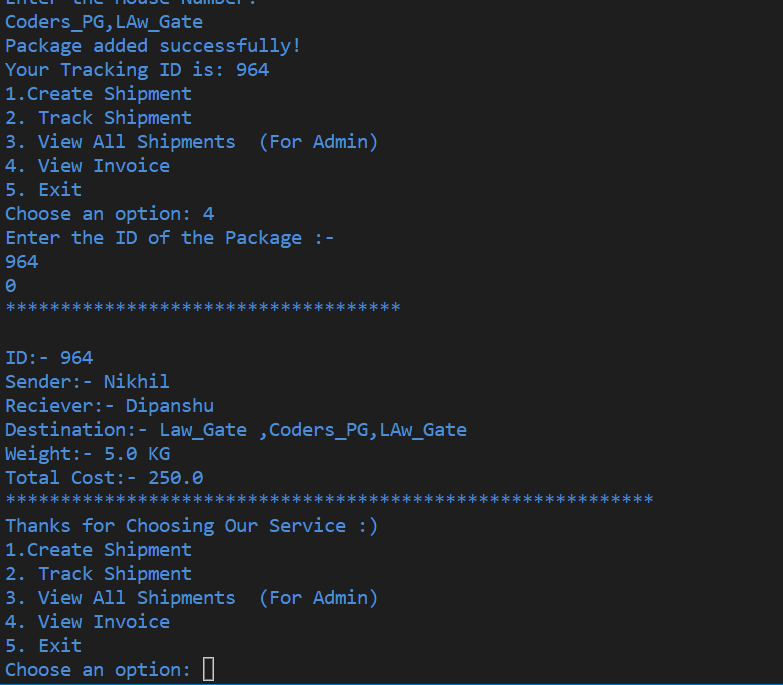 Enter the House Number:
Coders_PG,LAw_Gate
Package added successfully!
Your Tracking ID is: 964
1.Create Shipment
2. Track Shipment
3. View All Shipments  (For Admin)
4. View Invoice
5. Exit
Choose an option: 4
Enter the ID of the Package :-
964
0
************************************

ID:- 964
Sender:- Nikhil
Reciever:- Dipanshu
Destination:- Law_Gate ,Coders_PG,LAw_Gate
Weight:- 5.0 KG
Total Cost:- 250.0
***********************************************************
Thanks for Choosing Our Service :)
1.Create Shipment
2. Track Shipment
3. View All Shipments  (For Admin)
4. View Invoice
5. Exit
Choose an option: